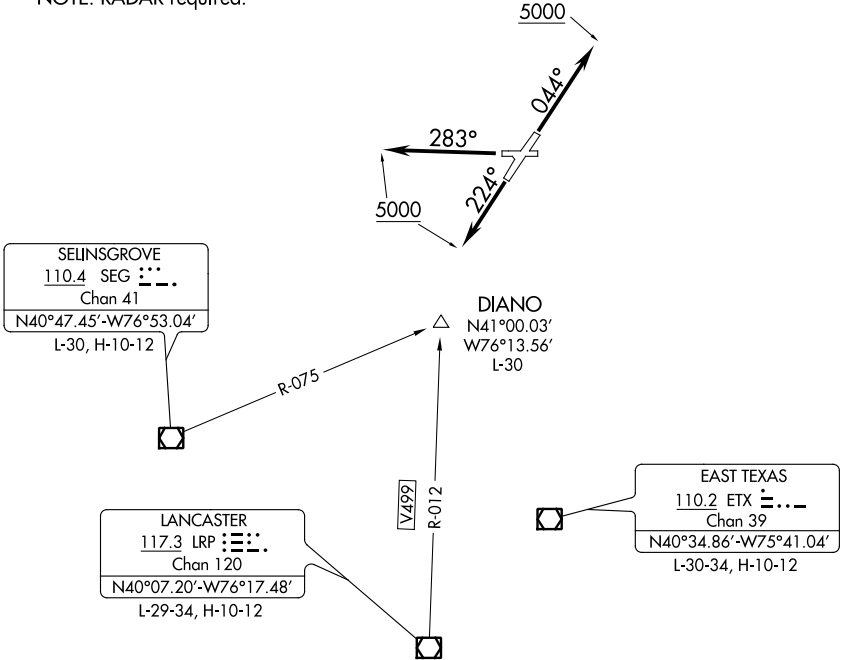 NOTE: RADAR required.
5000
044°
283°
224°
5000
SELINSGROVE
110.4 SEG
Chan 41
N40°47.45'-W76°53.04'
L-30, H-10-12
DIANO
N41°00.03'
W76°13.56'
L-30
R-075
V499
R-012
EAST TEXAS
110.2 ETX
Chan 39
N40°34.86'-W75°41.04'
L-30-34, H-10-12
LANCASTER
117.3 LRP
Chan 120
N40°07.20'-W76°17.48'
L-29-34, H-10-12